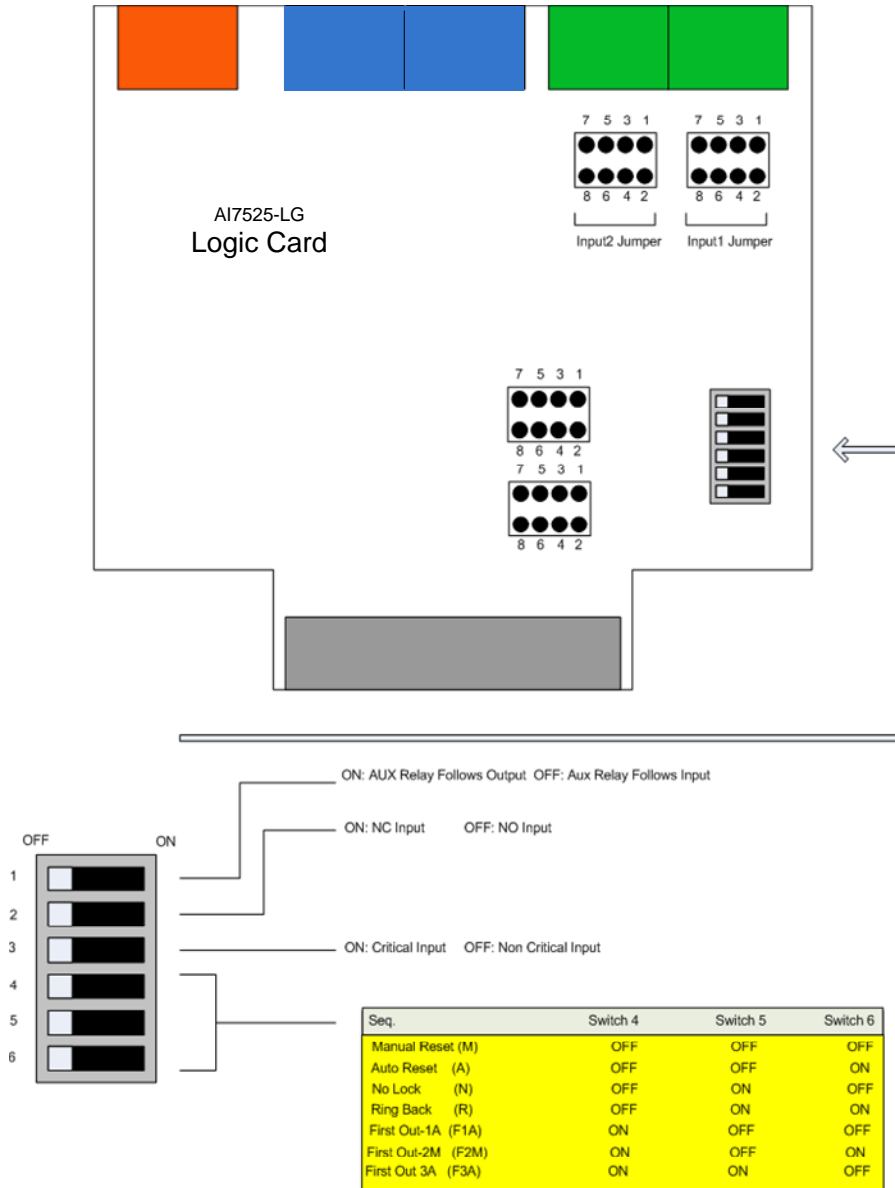 7 5 3 1 7 5 3 1
8 6 4 2 8 6 4 2
Input2 Jumper Input1 Jumper
AI7525-LG
Logic Card
7 5 3 1
8 6 4 2
7 5 3 1
8 6 4 2
ON: AUX Relay Follows Output OFF: Aux Relay Follows Input
ON: NC Input OFF: NO Input
OFF ON
1
2
3
ON: Critical Input OFF: Non Critical Input
4
5
6
Seq. Switch 4 Switch 5 Switch 6
Manual Reset (M) OFF OFF OFF
Auto Reset (A) OFF OFF ON
No Lock (N) OFF ON OFF
Ring Back (R) OFF ON ON
First Out-1A (F1A) ON OFF OFF
First Out-2M (F2M) ON OFF ON
First Out 3A (F3A) ON ON OFF